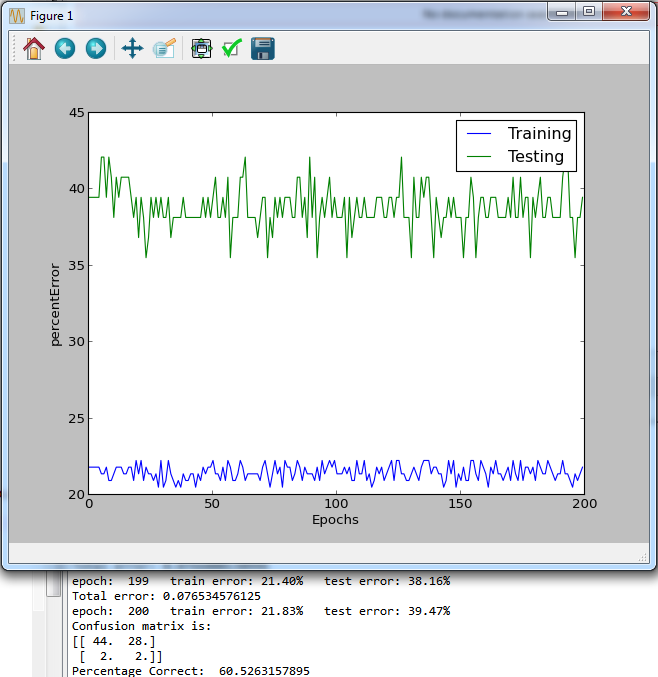 Figure 1
45
40
35
30
25
20
percentError
Training
Testing
0
50
100
150
200
Epochs
epoch:  199   train error: 21.40%   test error: 38.16%
Total error: 0.076534576125
epoch:  200   train error: 21.83%   test error: 39.47%
Confusion matrix is:
[[ 44.  28.]
 [  2.   2.]]
Percentage Correct:  60.5263157895